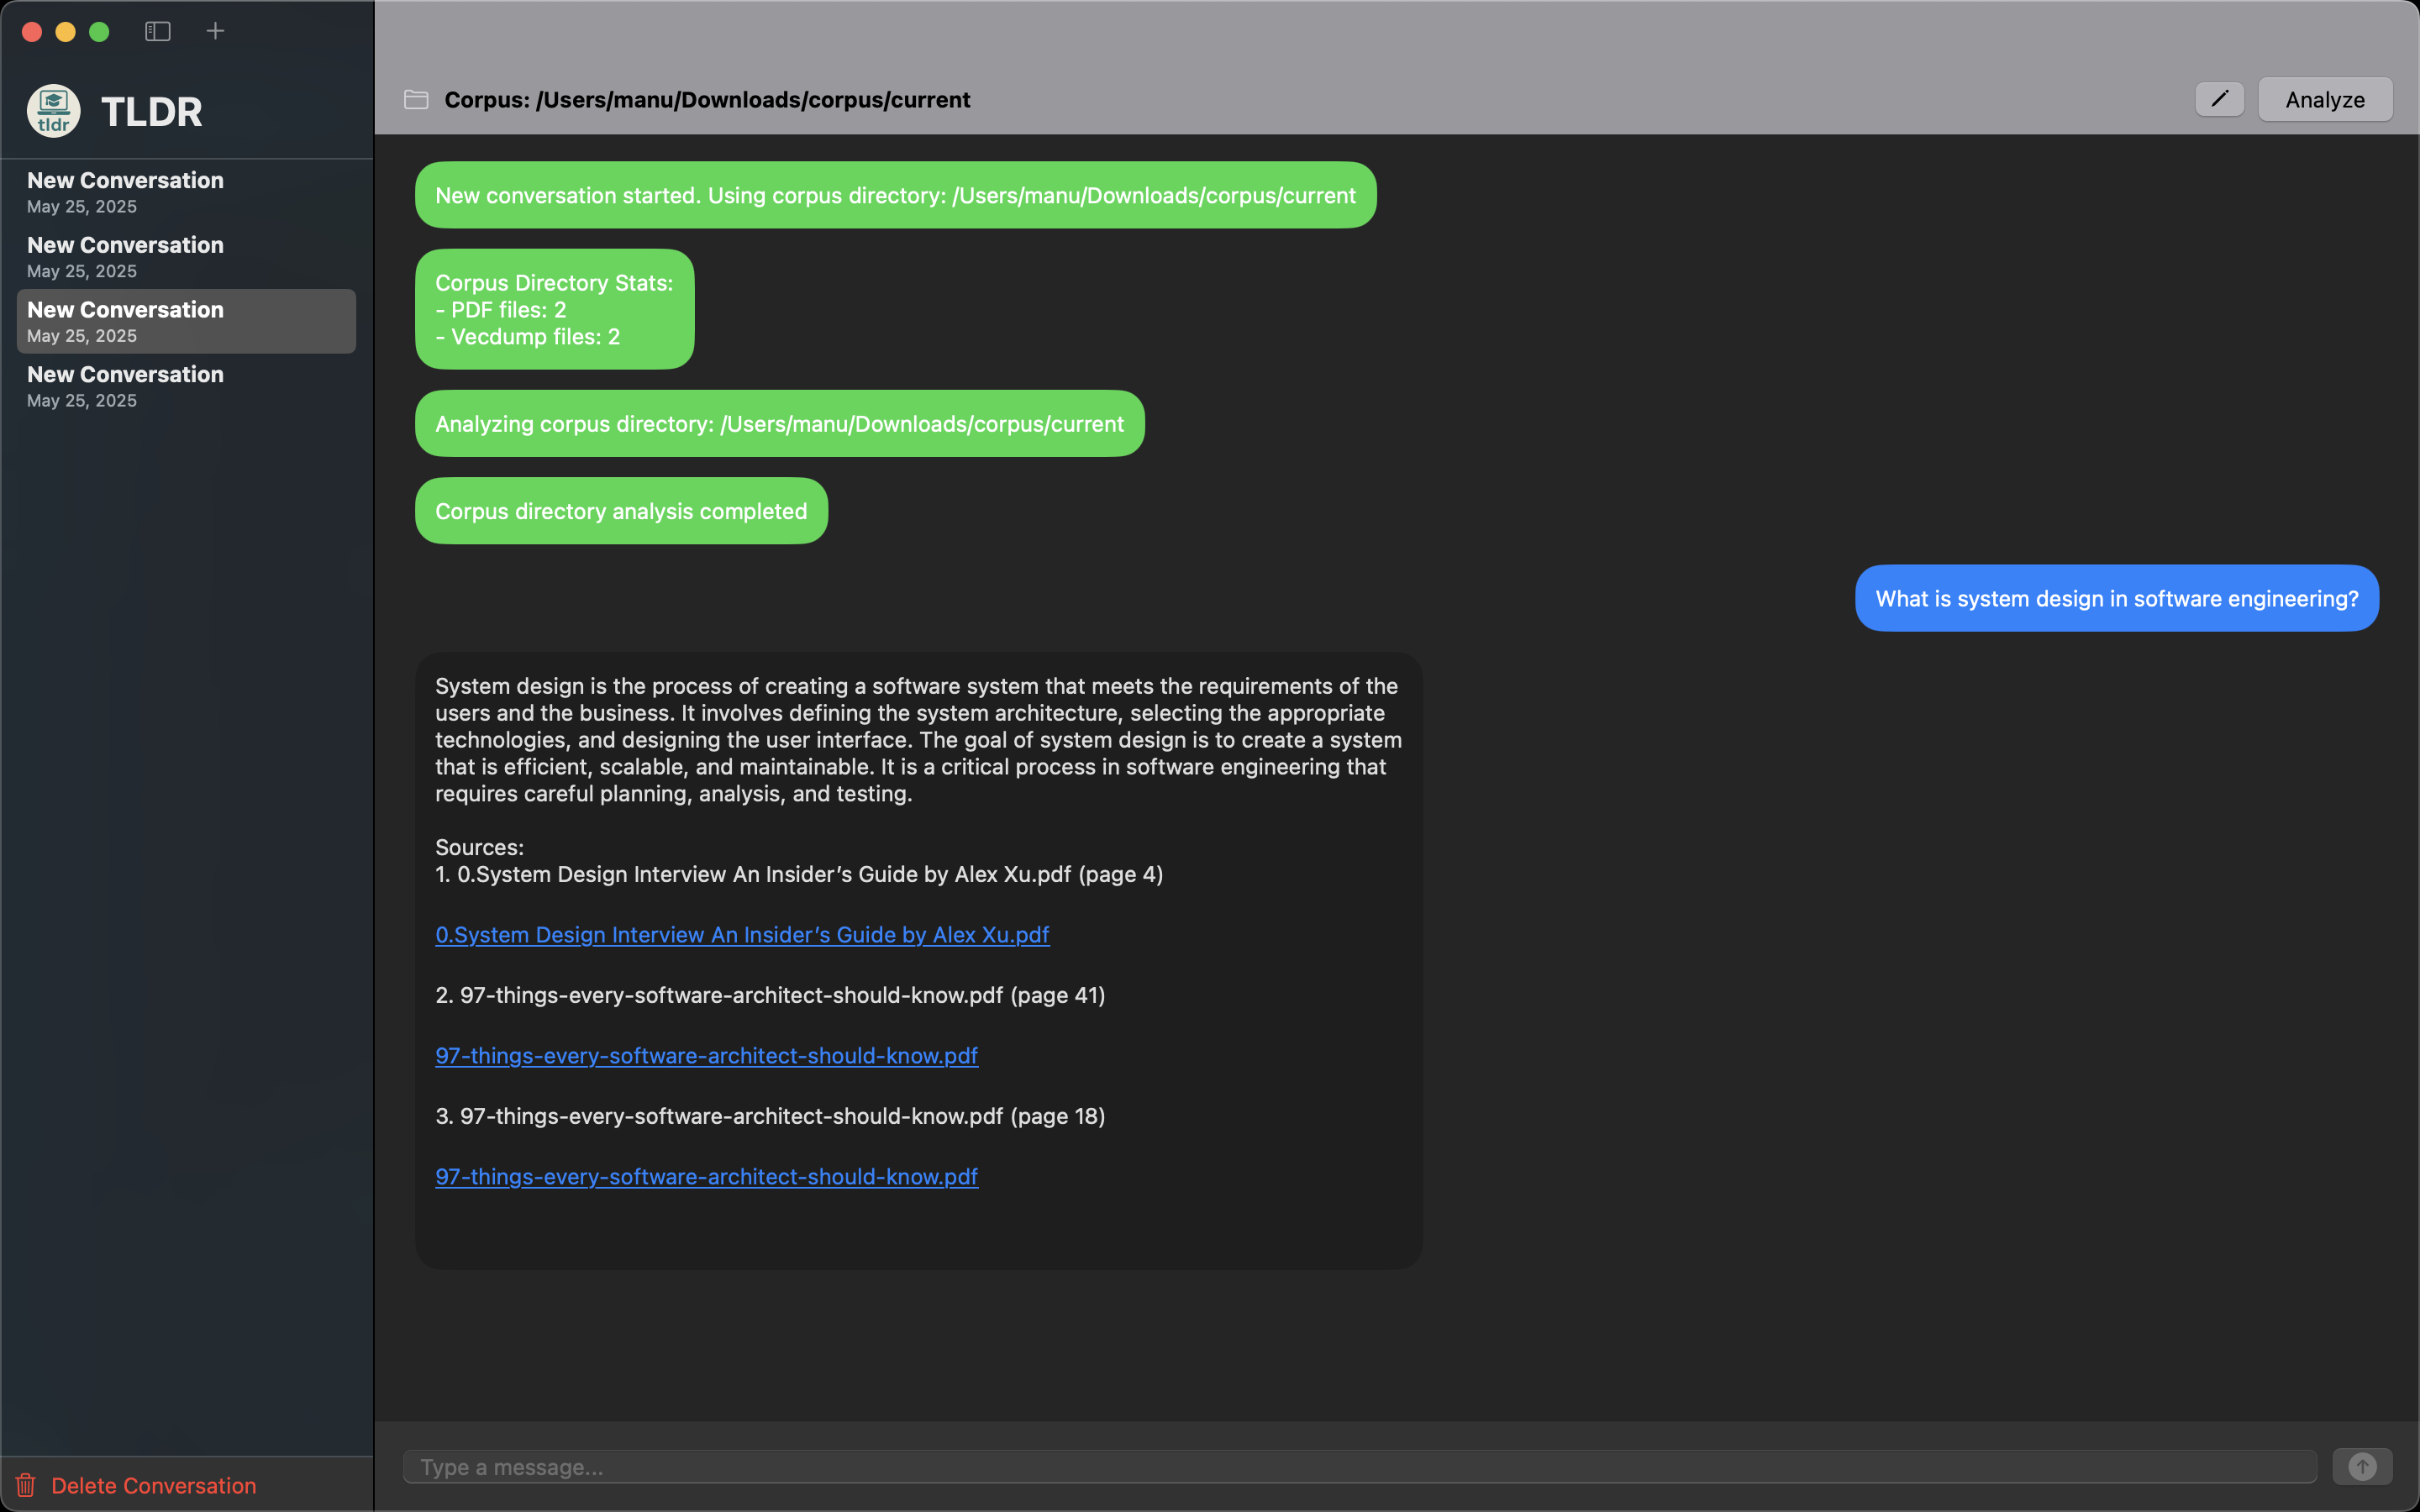 tldr
TLDR
New Conversation
May 25, 2025
New Conversation
May 25, 2025
New Conversation
May 25, 2025
New Conversation
May 25, 2025
Delete Conversation
Corpus: /Users/manu/Downloads/corpus/current
Analyze
New conversation started. Using corpus directory: /Users/manu/Downloads/corpus/current
Corpus Directory Stats:
- PDF files: 2
- Vecdump files: 2
Analyzing corpus directory: /Users/manu/Downloads/corpus/current
Corpus directory analysis completed
What is system design in software engineering?
System design is the process of creating a software system that meets the requirements of the
users and the business. It involves defining the system architecture, selecting the appropriate
technologies, and designing the user interface. The goal of system design is to create a system
that is efficient, scalable, and maintainable. It is a critical process in software engineering that
requires careful planning, analysis, and testing.
Sources:
1. 0.System Design Interview An Insider’s Guide by Alex Xu.pdf (page 4)
0.System Design Interview An Insider’s Guide by Alex Xu.pdf
2. 97-things-every-software-architect-should-know.pdf (page 41)
97-things-every-software-architect-should-know.pdf
3. 97-things-every-software-architect-should-know.pdf (page 18)
97-things-every-software-architect-should-know.pdf
Type a message...